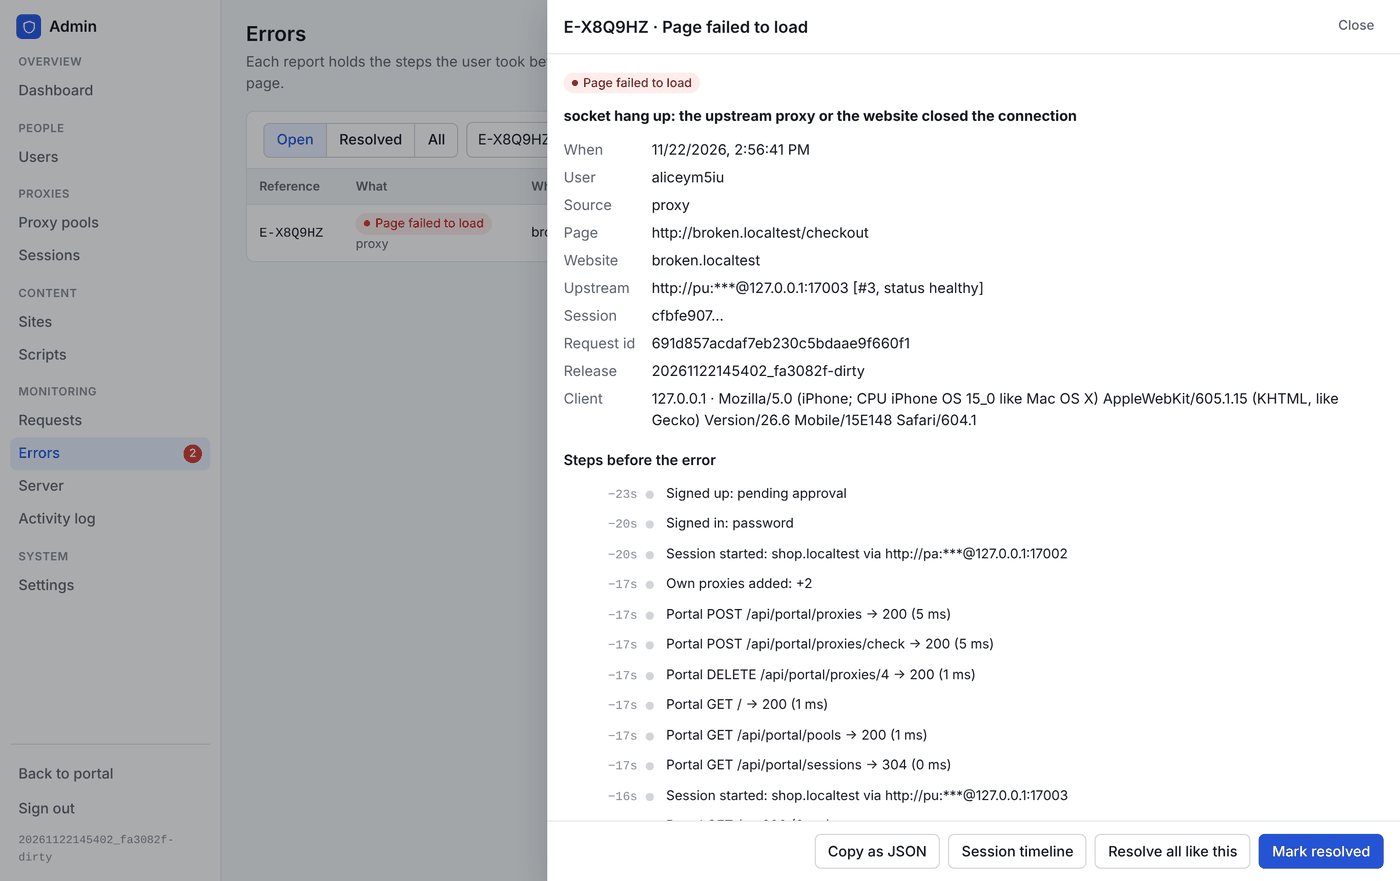 Admin
OVERVIEW
Dashboard
PEOPLE
Users
PROXIES
Proxy pools
Sessions
CONTENT
Sites
Scripts
MONITORING
Requests
Errors 2
Server
Activity log
SYSTEM
Settings
Back to portal
Sign out
20261122145402_fa3082f-
dirty
Errors
Each report holds the steps the user took
page.
Open Resolved All E-X8Q9HZ
Reference What
E-X8Q9HZ Page failed to load
proxy
E-X8Q9HZ · Page failed to load Close
Page failed to load
socket hang up: the upstream proxy or the website closed the connection
When 11/22/2026, 2:56:41 PM
User aliceym5iu
Source proxy
Page http://broken.localtest/checkout
Website broken.localtest
Upstream http://pu:***@127.0.0.1:17003 [#3, status healthy]
Session cfbfe907...
Request id 691d857acdaf7eb230c5bdaae9f660f1
Release 20261122145402_fa3082f-dirty
Client 127.0.0.1 · Mozilla/5.0 (iPhone; CPU iPhone OS 15_0 like Mac OS X) AppleWebKit/605.1.15 (KHTML, like
Gecko) Version/26.6 Mobile/15E148 Safari/604.1
Steps before the error
−23s Signed up: pending approval
−20s Signed in: password
−20s Session started: shop.localtest via http://pa:***@127.0.0.1:17002
−17s Own proxies added: +2
−17s Portal POST /api/portal/proxies → 200 (5 ms)
−17s Portal POST /api/portal/proxies/check → 200 (5 ms)
−17s Portal DELETE /api/portal/proxies/4 → 200 (1 ms)
−17s Portal GET / → 200 (1 ms)
−17s Portal GET /api/portal/pools → 200 (1 ms)
−17s Portal GET /api/portal/sessions → 304 (0 ms)
−16s Session started: shop.localtest via http://pu:***@127.0.0.1:17003
Copy as JSON Session timeline Resolve all like this Mark resolved